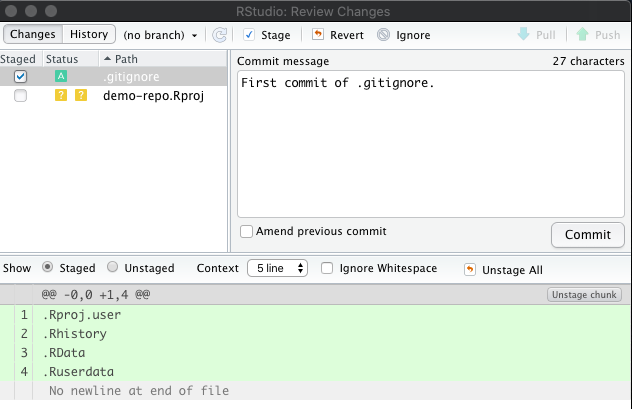 RStudio: Review Changes
Changes History (no branch) Stage Revert Ignore Pull Push
Staged Status Path
A .gitignore
? ? demo-repo.Rproj
Commit message 27 characters
First commit of .gitignore.
Amend previous commit Commit
Show Staged Unstaged Context 5 line Ignore Whitespace Unstage All
@@ -0,0 +1,4 @@ Unstage chunk
1 .Rproj.user
2 .Rhistory
3 .RData
4 .Ruserdata
No newline at end of file